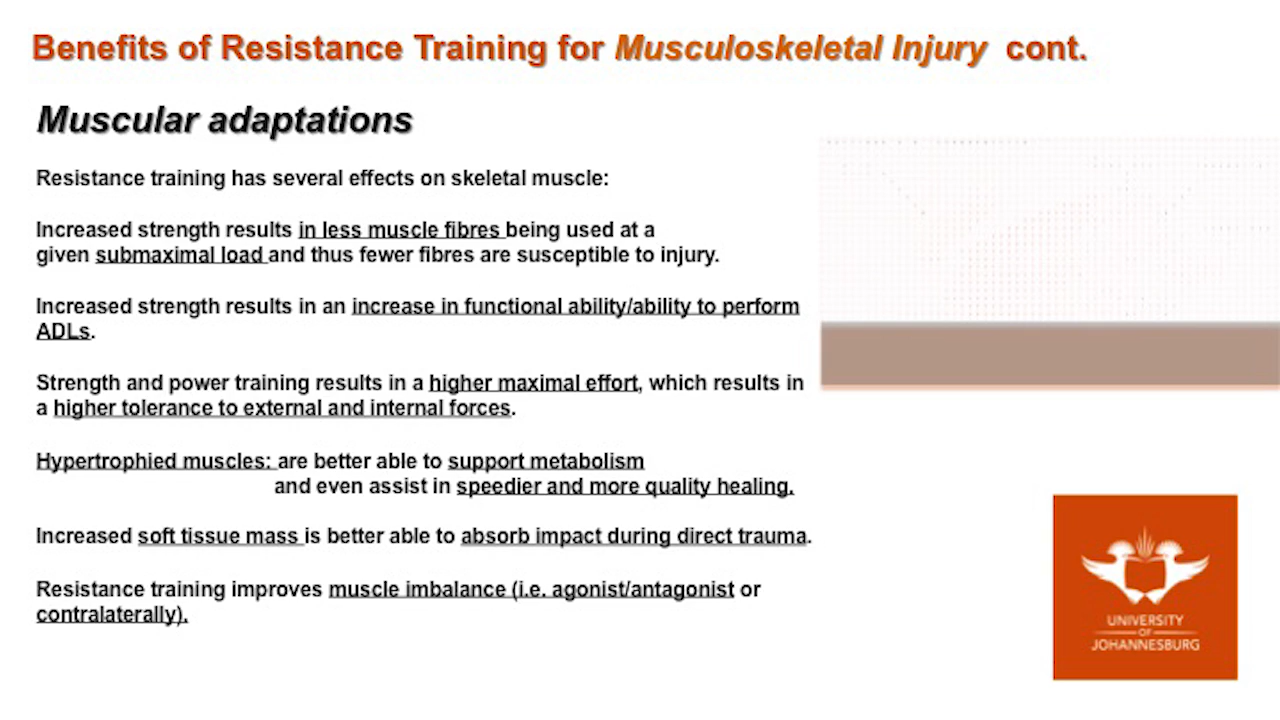 Benefits of Resistance Training for Musculoskeletal Injury cont.
Muscular adaptations
Resistance training has several effects on skeletal muscle:
Increased strength results in less muscle fibres being used at a
given submaximal load and thus fewer fibres are susceptible to injury.
Increased strength results in an increase in functional ability/ability to perform
ADLs.
Strength and power training results in a higher maximal effort, which results in
a higher tolerance to external and internal forces.
Hypertrophied muscles: are better able to support metabolism
and even assist in speedier and more quality healing.
Increased soft tissue mass is better able to absorb impact during direct trauma.
Resistance training improves muscle imbalance (i.e. agonist/antagonist or
contralaterally).
UNIVERSITY
OF
JOHANNESBURG